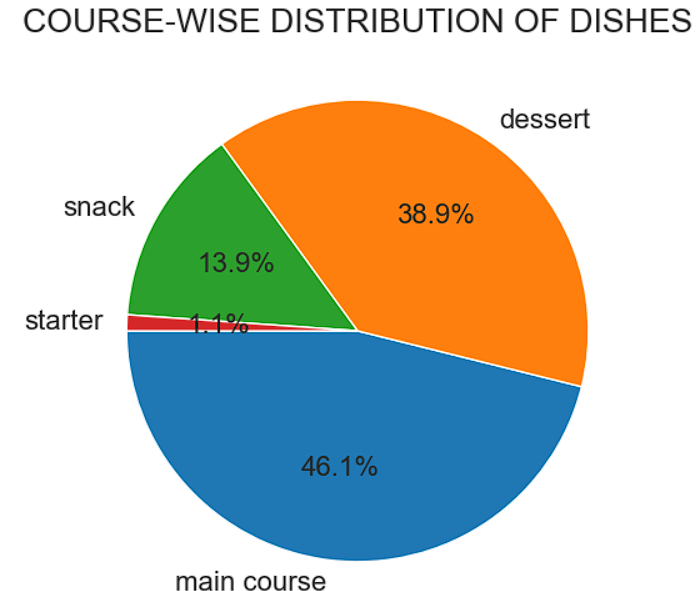 COURSE-WISE DISTRIBUTION OF DISHES
dessert
38.9%
snack
13.9%
starter
1.1%
46.1%
main course